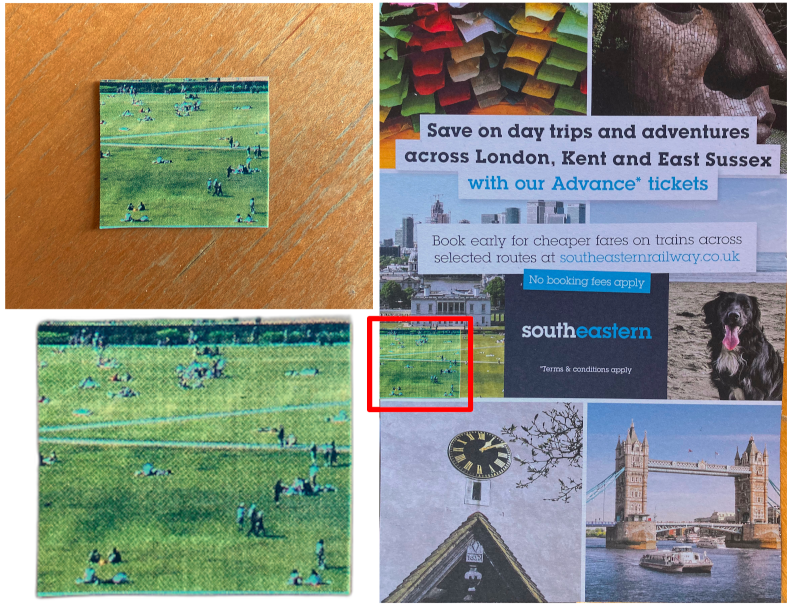 Save on day trips and adventures
across London, Kent and East Sussex
with our Advance* tickets
Book early for cheaper fares on trains across
selected routes at southeasternrailway.co.uk
No booking fees apply
southeastern
*Terms & conditions apply